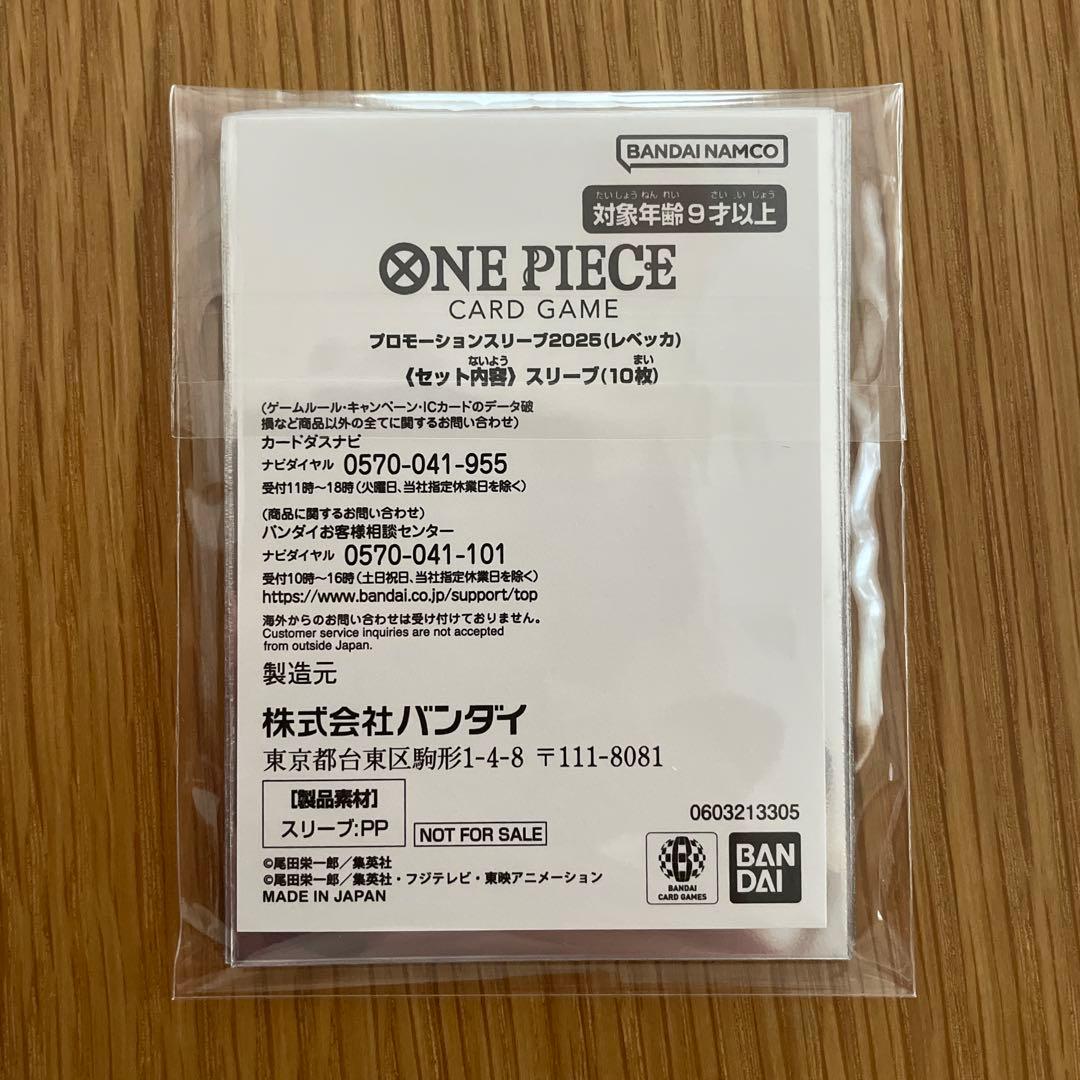 BANDAI NAMCO
たいしょう ねん れい さい い じょう
対象年齢9才以上
ONE PIECE
CARD GAME
プロモーションスリーブ2025(レベッカ)
ないよう まい
《セット内容》スリーブ(10枚)
(ゲームルール・キャンペーン・ICカードのデータ破
損など商品以外の全てに関するお問い合わせ)
カードダスナビ
ナビダイヤル 0570-041-955
受付11時〜18時(火曜日、当社指定休業日を除く)
(商品に関するお問い合わせ)
バンダイお客様相談センター
ナビダイヤル 0570-041-101
受付10時〜16時(土日祝日、当社指定休業日を除く)
https://www.bandai.co.jp/support/top
海外からのお問い合わせは受け付けておりません。
Customer service inquiries are not accepted
from outside Japan.
製造元
株式会社バンダイ
東京都台東区駒形1-4-8 〒111-8081
[製品素材]
スリーブ:PP
NOT FOR SALE
0603213305
©尾田栄一郎/集英社
©尾田栄一郎/集英社・フジテレビ・東映アニメーション
MADE IN JAPAN
BANDAI
CARD GAMES
BAN
DAI